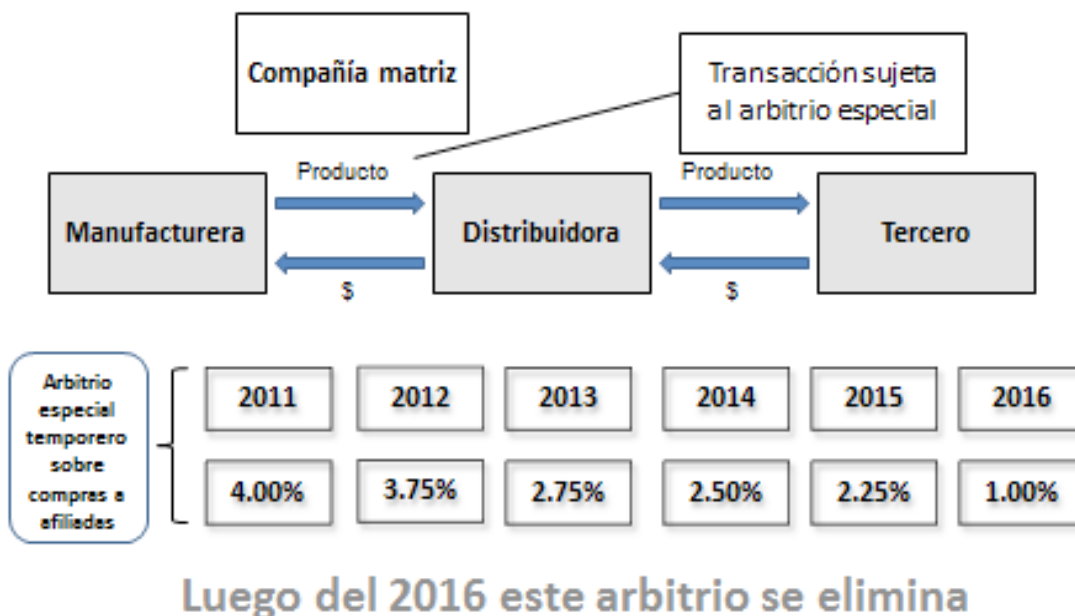 Compañía matriz
Transacción sujeta
al arbitrio especial
Producto
Producto
Manufacturera
Distribuidora
Tercero
$
$
Arbitrio
especial
temporero
sobre
compras a
afiliadas
2011
2012
2013
2014
2015
2016
4.00%
3.75%
2.75%
2.50%
2.25%
1.00%
Luego del 2016 este arbitrio se elimina